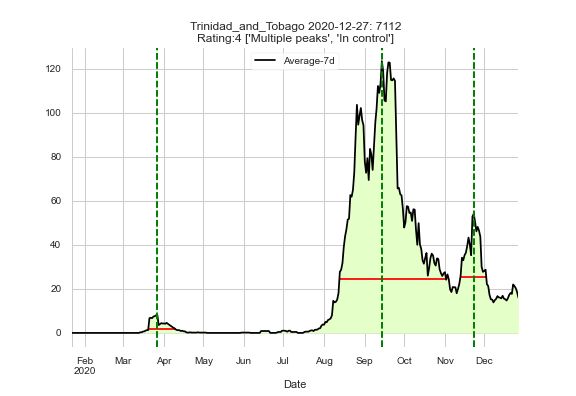 Trinidad_and_Tobago 2020-12-27: 7112
Rating:4 ['Multiple peaks', 'In control']
Average-7d
120
100
80
60
40
20
0
Feb Mar Apr May Jun Jul Aug Sep Oct Nov Dec
2020
Date